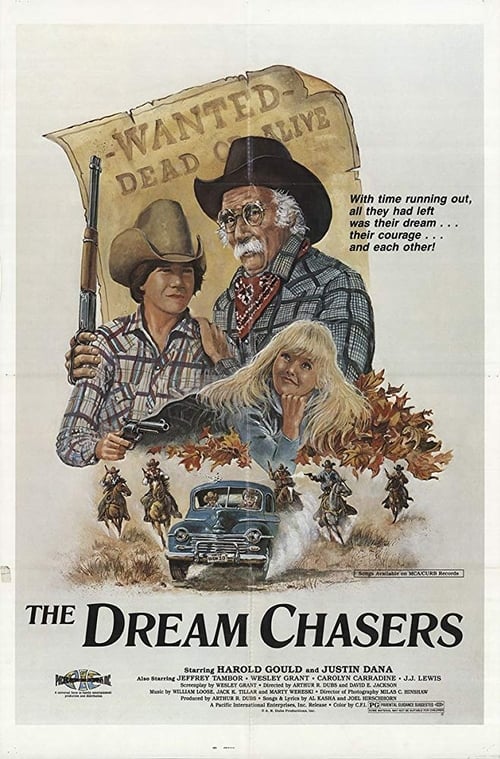 -WANTED-
DEAD O ALIVE
With time running out,
all they had left
was their dream . . .
their courage . . .
and each other!
Songs Available on MCA/CURB Records
THE DREAM CHASERS
Starring HAROLD GOULD and JUSTIN DANA
Also Starring JEFFREY TAMBOR • WESLEY GRANT • CAROLYN CARRADINE • J.J. LEWIS
Screenplay by WESLEY GRANT • Directed by ARTHUR R. DUBS and DAVID E. JACKSON
Music by WILLIAM LOOSE, JACK K. TILLAR and MARTY WERESKI • Director of Photography MILAS C. HINSHAW
Produced by ARTHUR R. DUBS • Songs & Lyrics by AL KASHA and JOEL HIRSCHHORN
A Pacific International Enterprises, Inc. Release • Color by C.F.I.
PG PARENTAL GUIDANCE SUGGESTED